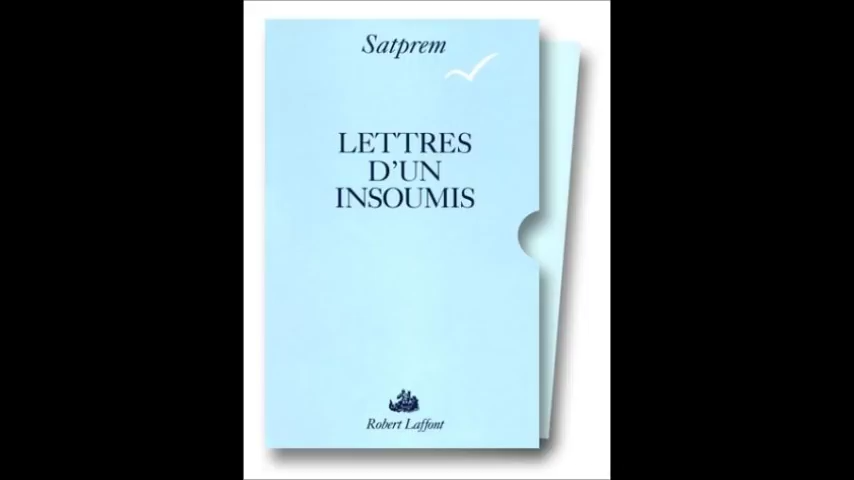 Satprem
LETTRES
D'UN
INSOUMIS
Robert Laffont